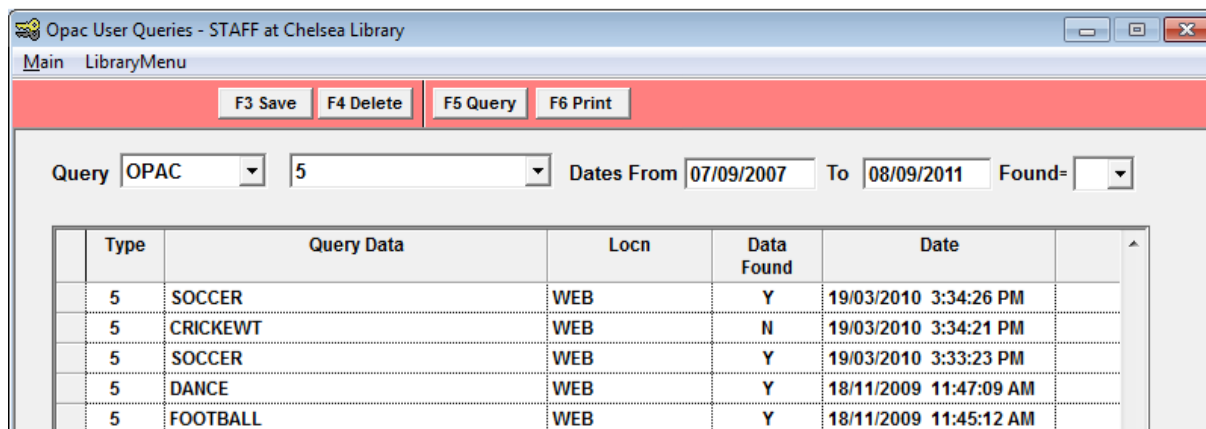 Opac User Queries - STAFF at Chelsea Library
Main LibraryMenu
F3 Save F4 Delete F5 Query F6 Print
Query OPAC 5 Dates From 07/09/2007 To 08/09/2011 Found=
Type Query Data Locn Data Found Date
5 SOCCER WEB Y 19/03/2010 3:34:26 PM
5 CRICKEWT WEB N 19/03/2010 3:34:21 PM
5 SOCCER WEB Y 19/03/2010 3:33:23 PM
5 DANCE WEB Y 18/11/2009 11:47:09 AM
5 FOOTBALL WEB Y 18/11/2009 11:45:12 AM